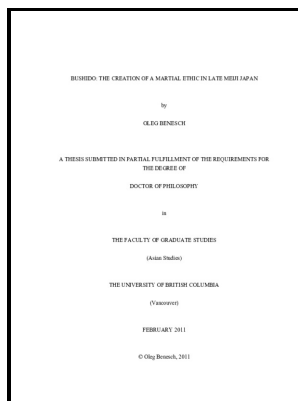 BUSHIDO: THE CREATION OF A MARTIAL ETHIC IN LATE MEIJI JAPAN
by
OLEG BENESCH
A THESIS SUBMITTED IN PARTIAL FULFILLMENT OF THE REQUIREMENTS FOR
THE DEGREE OF
DOCTOR OF PHILOSOPHY
in
THE FACULTY OF GRADUATE STUDIES
(Asian Studies)
THE UNIVERSITY OF BRITISH COLUMBIA
(Vancouver)
FEBRUARY 2011
© Oleg Benesch, 2011